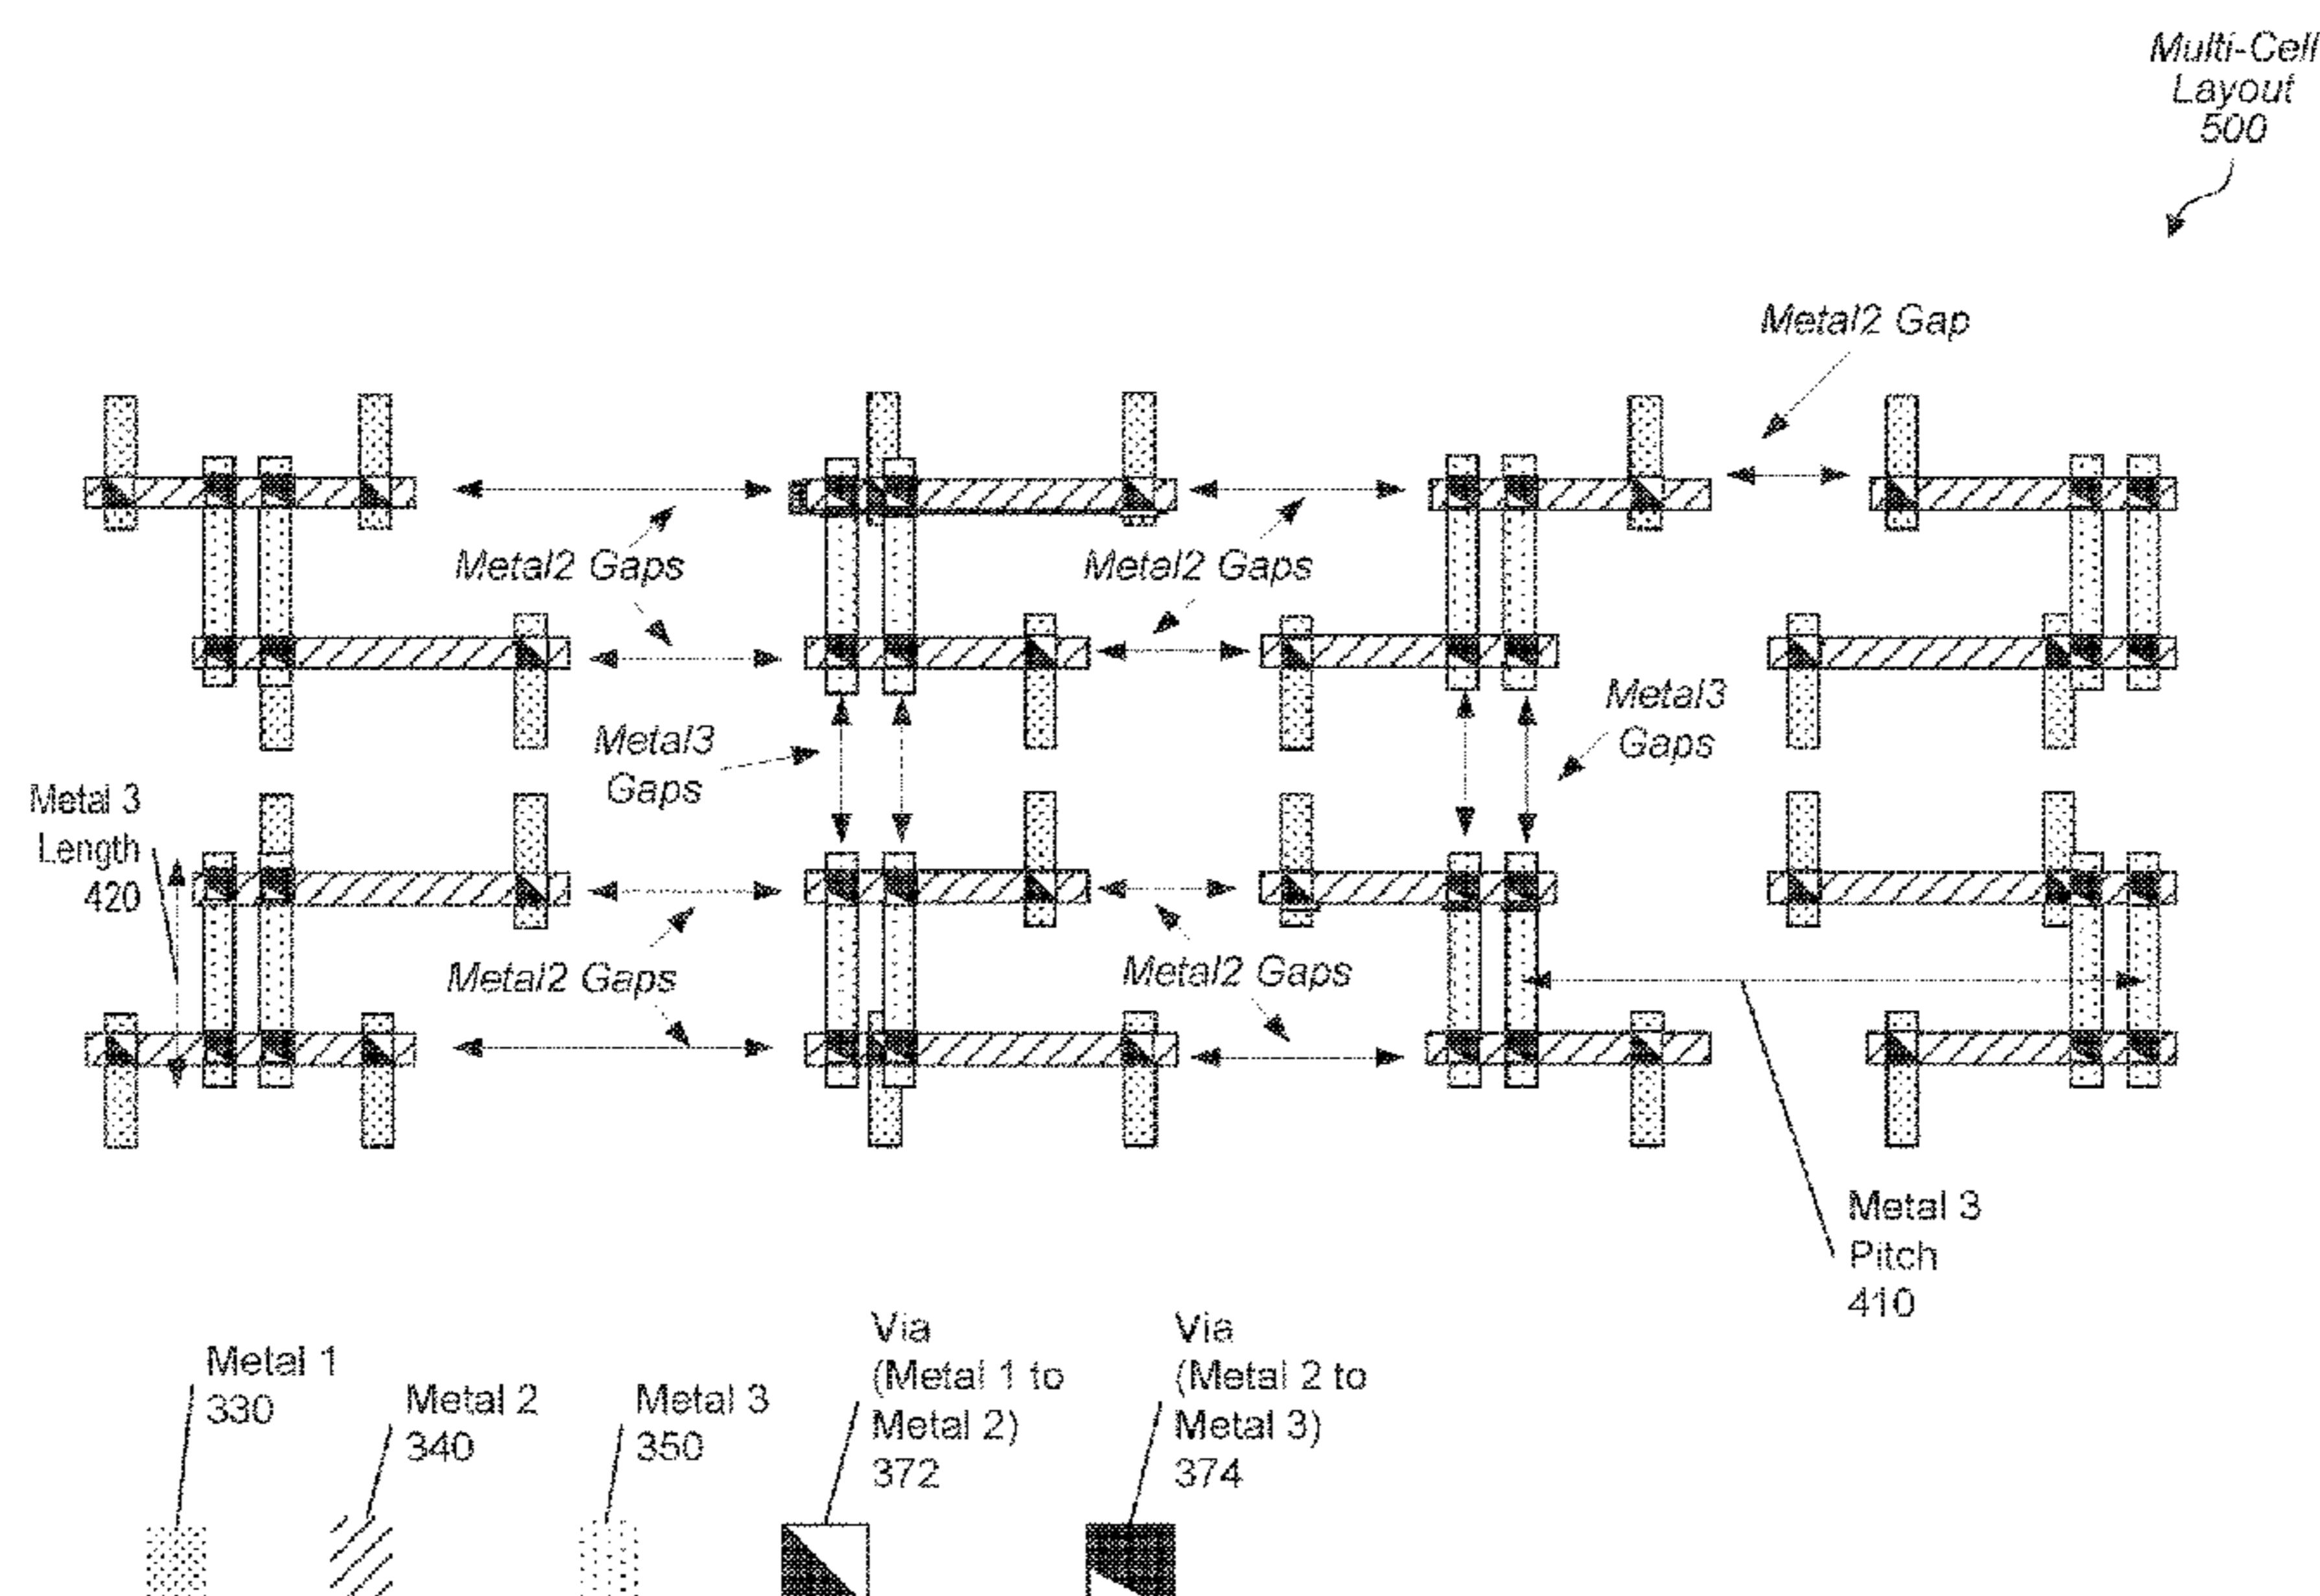 Multi-Cell
Layout
500
Metal2 Gap
Metal2 Gaps
Metal2 Gaps
Metal3
Gaps
Metal3
Gaps
Metal 3
Length
420
Metal2 Gaps
Metal2 Gaps
Metal 3
Pitch
410
Metal 1
330
Metal 2
340
Metal 3
350
Via
(Metal 1 to
Metal 2)
372
Via
(Metal 2 to
Metal 3)
374